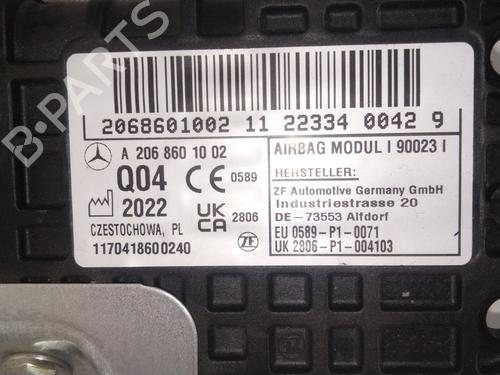 B-PARTS
2068601002 11 22334 0042 9
A 206 860 10 02
Q04 CE 0589
2022 UK CA 2806
CZESTOCHOWA, PL
1170418600240 ZF
AIRBAG MODUL I 90023 I
HERSTELLER:
ZF Automotive Germany GmbH
Industriestrasse 20
DE-73553 Alfdorf
EU 0589-P1-0071
UK 2806-P1-004103